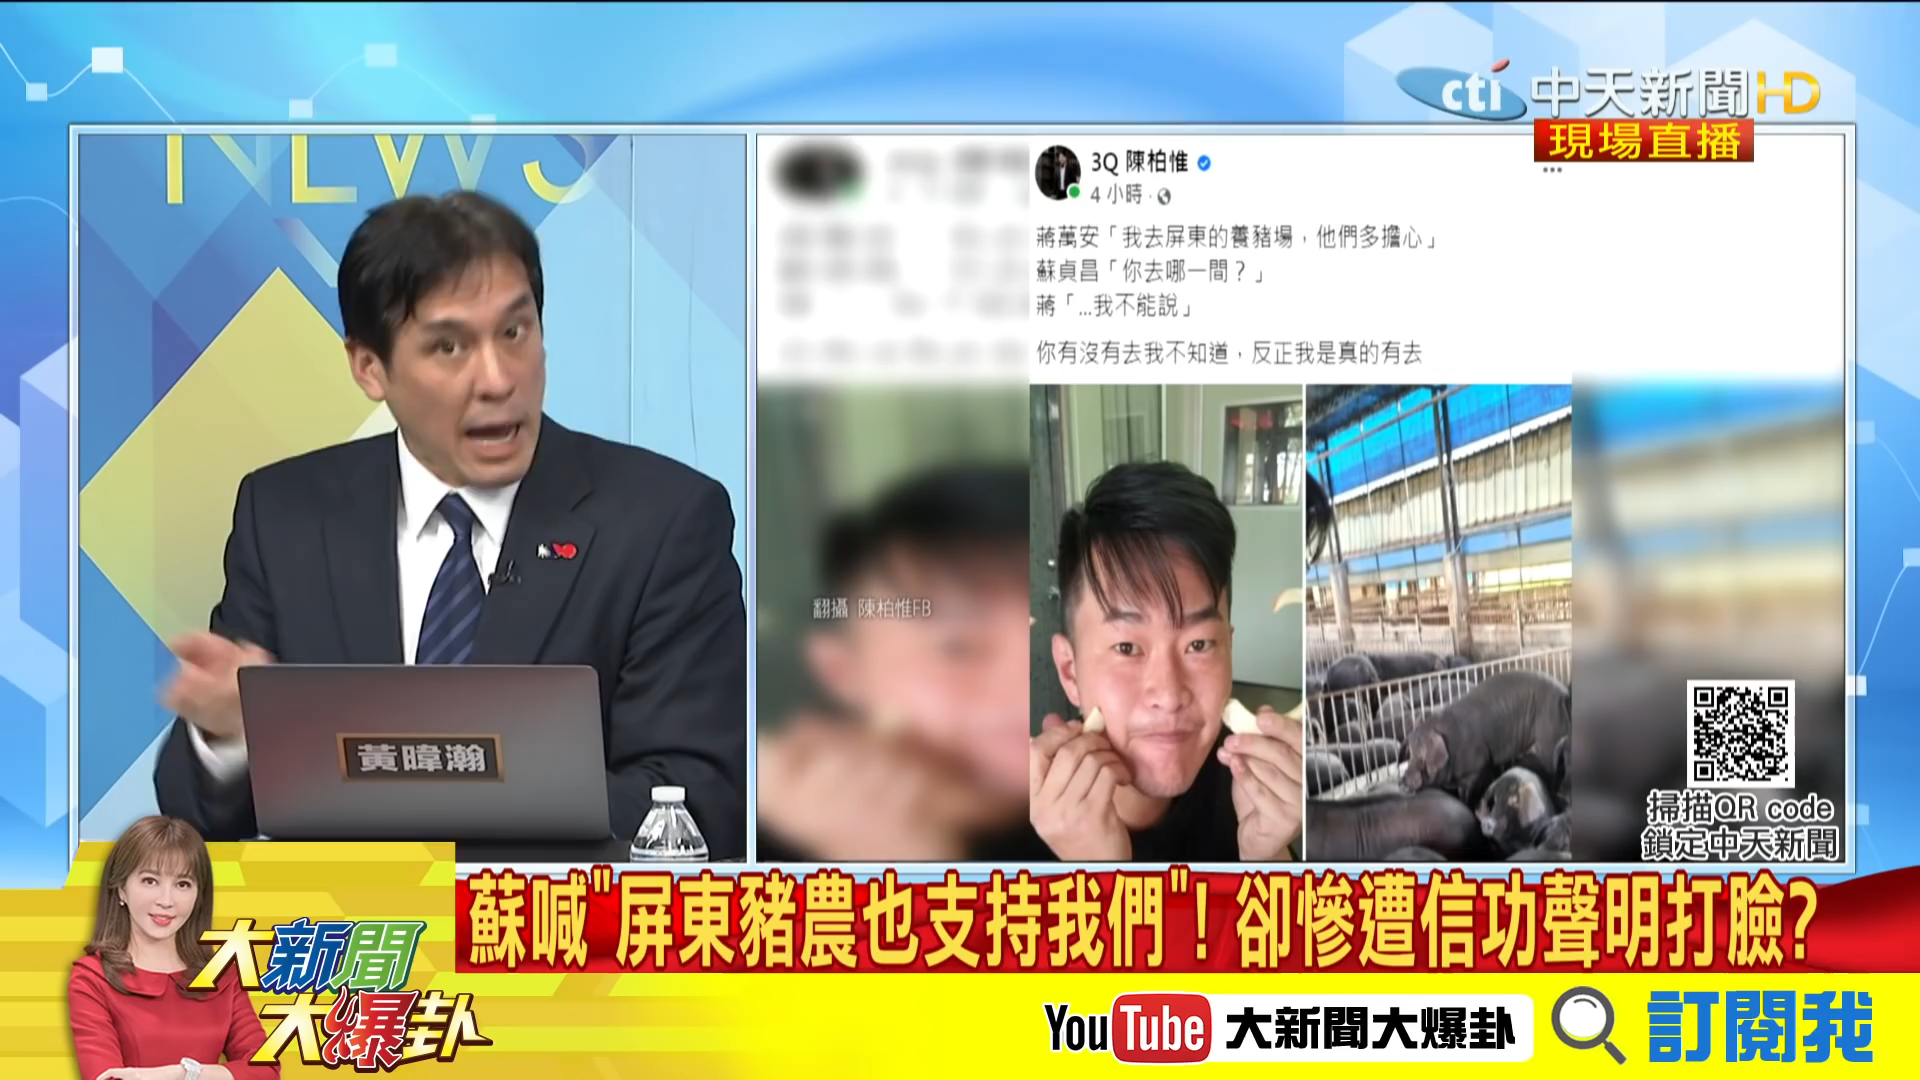 NEWS
cti 中天新聞HD
現場直播
3Q 陳柏惟
4 小時
蔣萬安「我去屏東的養豬場，他們多擔心」
蘇貞昌「你去哪一間？」
蔣「...我不能說」
你有沒有去我不知道，反正我是真的有去
翻攝 陳柏惟FB
黃暐瀚
掃描QR code
鎖定中天新聞
蘇喊"屏東豬農也支持我們"！卻慘遭信功聲明打臉?
大新聞
大爆卦
YouTube 大新聞大爆卦 訂閱我